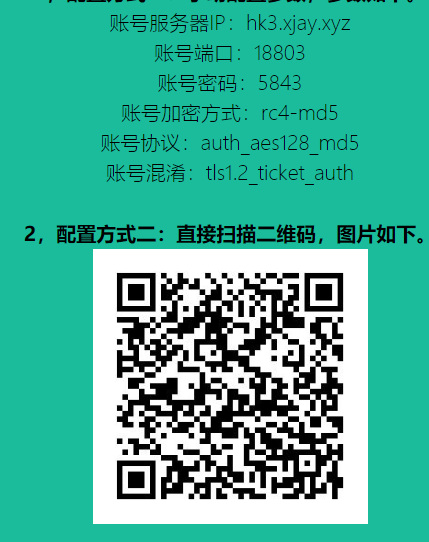 账号服务器IP：hk3.xjay.xyz
账号端口：18803
账号密码：5843
账号加密方式：rc4-md5
账号协议：auth_aes128_md5
账号混淆：tls1.2_ticket_auth
2，配置方式二：直接扫描二维码，图片如下。